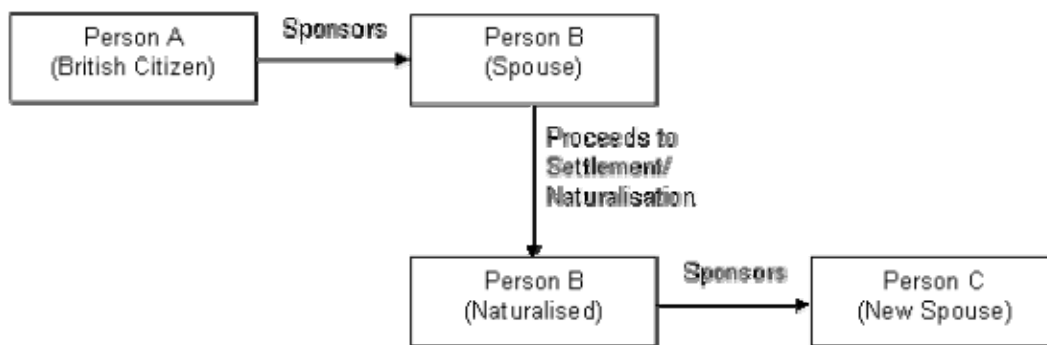 Person A
(British Citizen)
Sponsors
Person B
(Spouse)
Proceeds to
Settlement/
Naturalisation
Person B
(Naturalised)
Sponsors
Person C
(New Spouse)